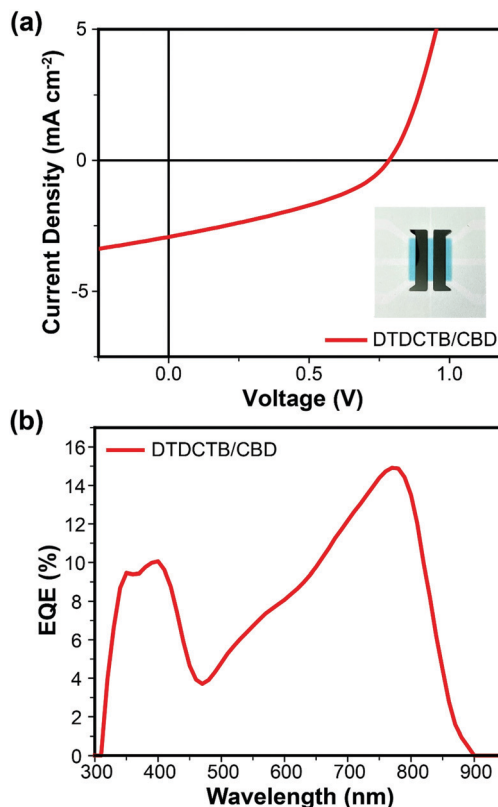 (a)
Current Density (mA cm⁻²)
5
0
-5
0.0
0.5
1.0
Voltage (V)
DTDCTB/CBD
(b)
EQE (%)
16
14
12
10
8
6
4
2
0
300
400
500
600
700
800
900
Wavelength (nm)
DTDCTB/CBD